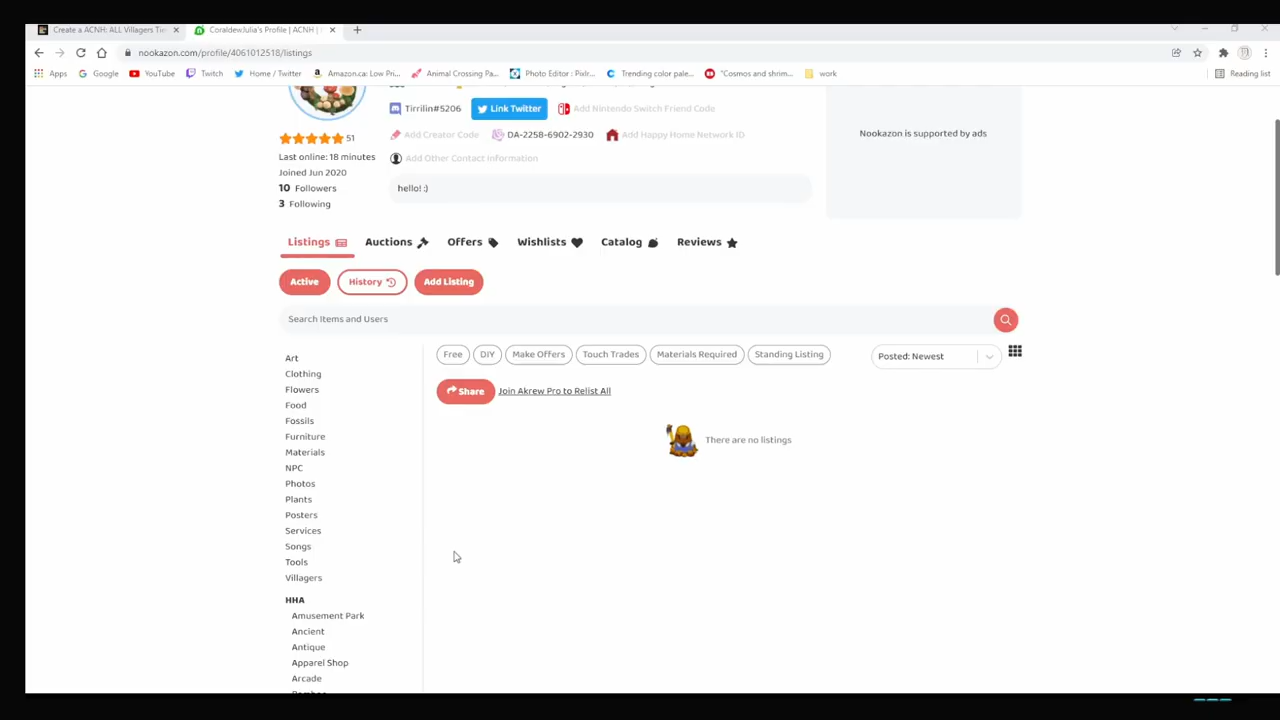 Create a ACNH: ALL Villagers Tie
Coraldew.lulia's Profile | ACNH |
nookazon.com/profile/4061012518/listings
Apps Google YouTube Twitch Home / Twitter Amazon.ca: Low Pri... Animal Crossing Pa... Photo Editor : Pixlr... Trending color pale... "Cosmos and shrim... work Reading list
Tirrilin#5206 Link Twitter Add Nintendo Switch Friend Code
Nookazon is supported by ads
51 Add Creator Code DA-2258-6902-2930 Add Happy Home Network ID
Last online: 18 minutes Add Other Contact Information
Joined Jun 2020
10 Followers hello! :)
3 Following
Listings Auctions Offers Wishlists Catalog Reviews
Active History Add Listing
Search Items and Users
Free DIY Make Offers Touch Trades Materials Required Standing Listing Posted: Newest
Share Join Akrew Pro to Relist All
There are no listings
Art
Clothing
Flowers
Food
Fossils
Furniture
Materials
NPC
Photos
Plants
Posters
Services
Songs
Tools
Villagers
HHA
Amusement Park
Ancient
Antique
Apparel Shop
Arcade